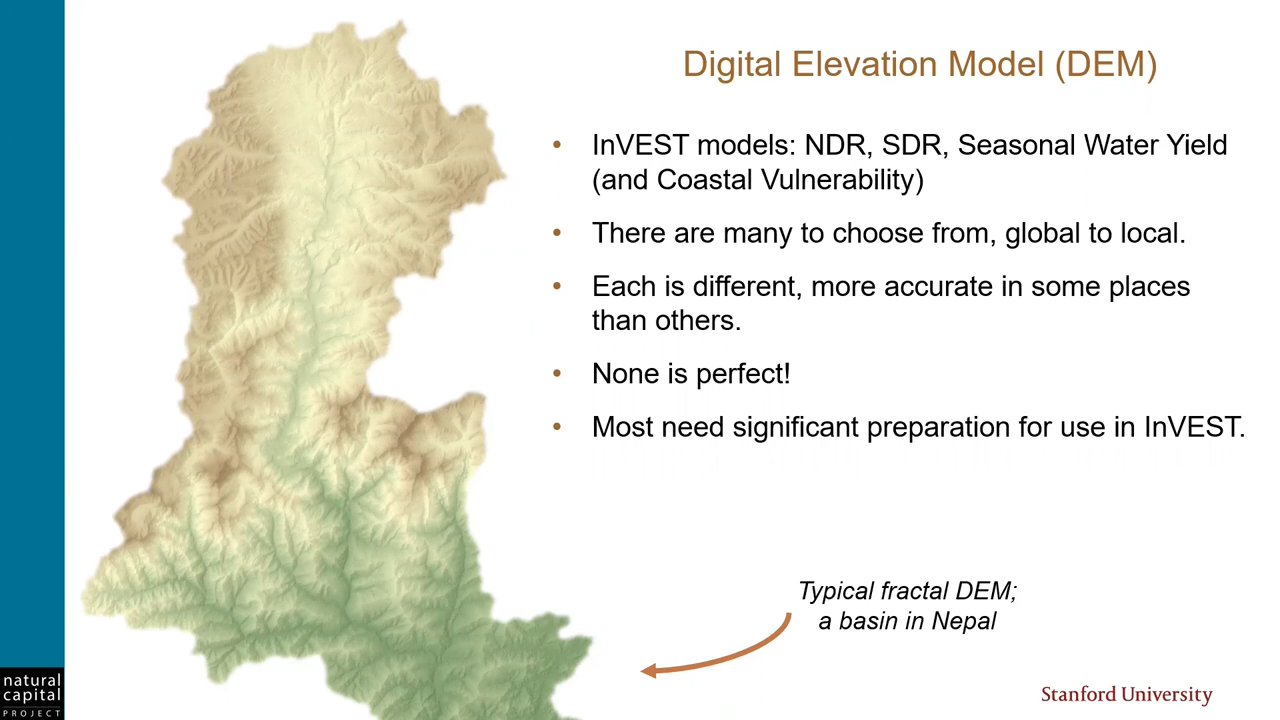 Digital Elevation Model (DEM)
• InVEST models: NDR, SDR, Seasonal Water Yield
(and Coastal Vulnerability)
• There are many to choose from, global to local.
• Each is different, more accurate in some places
than others.
• None is perfect!
• Most need significant preparation for use in InVEST.
Typical fractal DEM;
a basin in Nepal
natural
capital
PROJECT
Stanford University